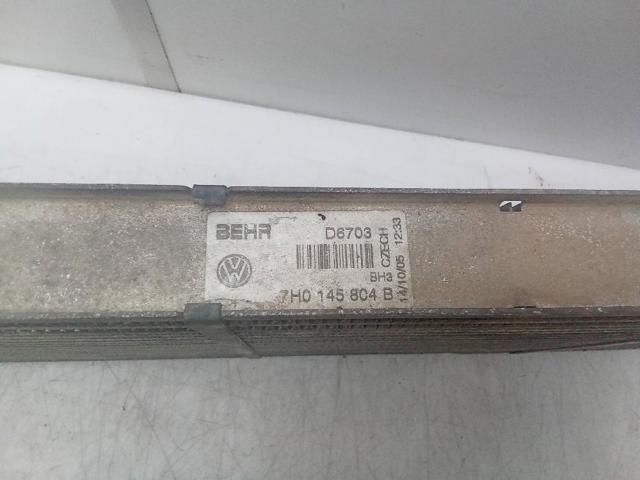 BEHR D6703
BH3
7H0 145 804 B
CZECH
14/10/05 12:33